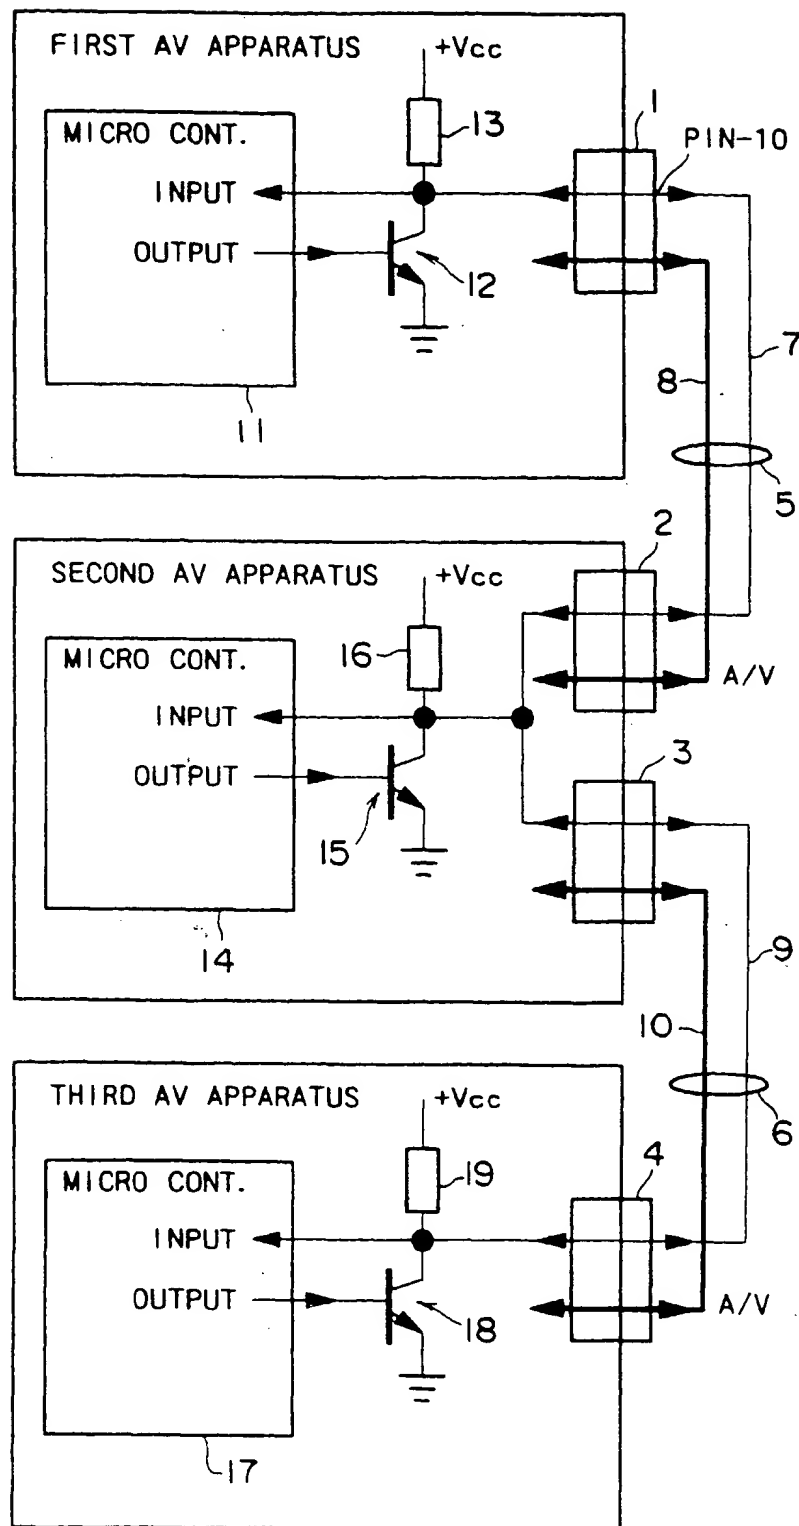 FIRST AV APPARATUS
+Vcc
MICRO CONT.
13
1
PIN-10
INPUT
OUTPUT
12
7
8
11
5
2
SECOND AV APPARATUS
+Vcc
MICRO CONT.
16
A/V
INPUT
3
OUTPUT
15
14
9
10
THIRD AV APPARATUS
+Vcc
6
4
MICRO CONT.
19
INPUT
OUTPUT
A/V
18
17